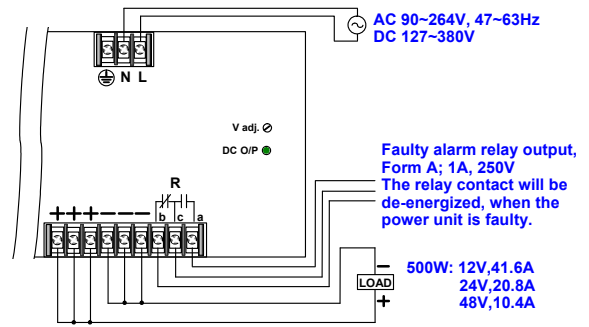 AC 90~264V, 47~63Hz
DC 127~380V
N L
V adj.
DC O/P
Faulty alarm relay output,
Form A; 1A, 250V
The relay contact will be
de-energized, when the
power unit is faulty.
R
+++−−− b c a
500W: 12V,41.6A
24V,20.8A
48V,10.4A
−
LOAD
+